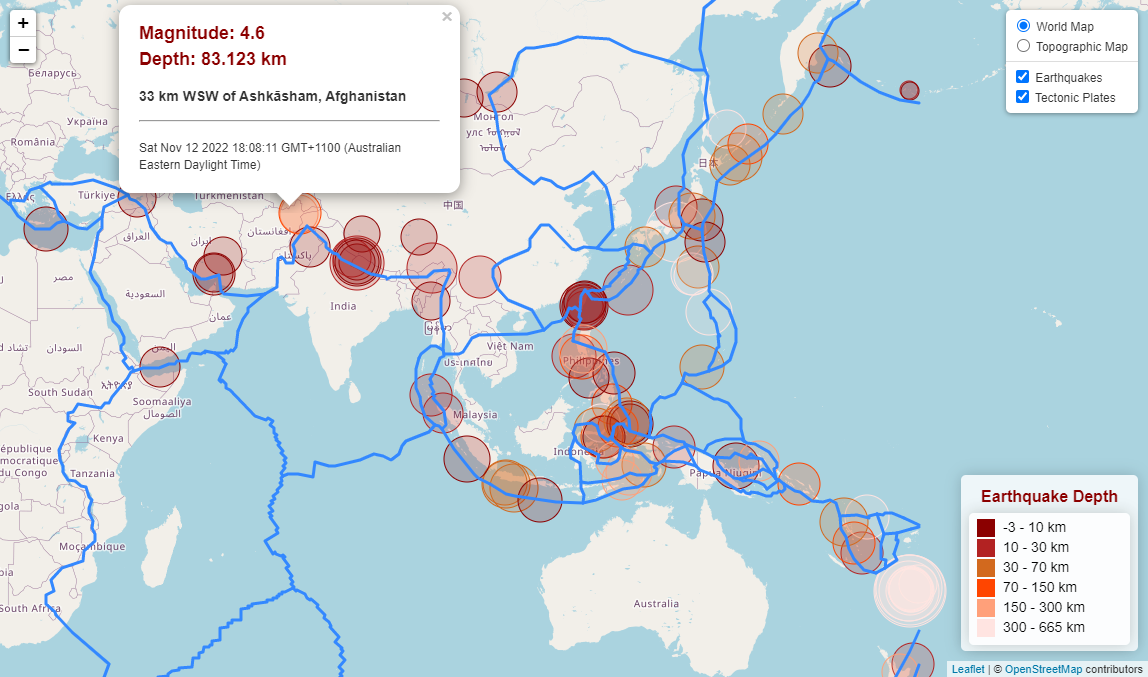 +
−
×
Magnitude: 4.6
Depth: 83.123 km
33 km WSW of Ashkāsham, Afghanistan
Sat Nov 12 2022 18:08:11 GMT+1100 (Australian
Eastern Daylight Time)
World Map
Topographic Map
Earthquakes
Tectonic Plates
Беларусь
Україна
România
Türkiye
Türkmenistan
Монгол
улс
日本
中国
افغانستان
ایران
العراق
پاکستان
مصر
السعودية
عمان
India
السودان
اليمن
Việt Nam
ประเทศไทย
Philippines
South Sudan
Soomaaliya
الصومال
Malaysia
Kenya
Indonesia
Papua Niugini
épublique
mocratique
du Congo
Tanzania
gola
Moçambique
South Africa
Australia
Earthquake Depth
-3 - 10 km
10 - 30 km
30 - 70 km
70 - 150 km
150 - 300 km
300 - 665 km
Leaflet | © OpenStreetMap contributors